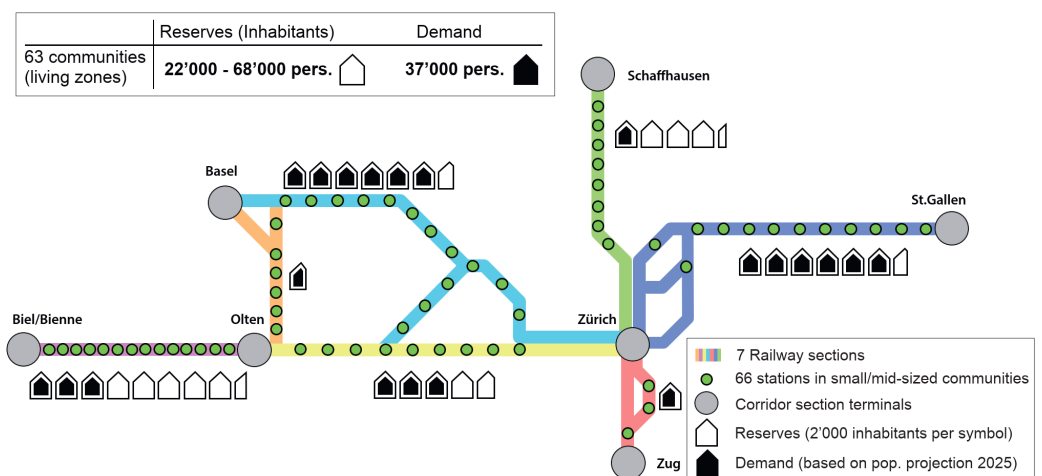 Reserves (Inhabitants) Demand
63 communities
(living zones)
22’000 - 68’000 pers. 37’000 pers.
Schaffhausen
Basel
St.Gallen
Biel/Bienne
Olten
Zürich
Zug
7 Railway sections
66 stations in small/mid-sized communities
Corridor section terminals
Reserves (2’000 inhabitants per symbol)
Demand (based on pop. projection 2025)